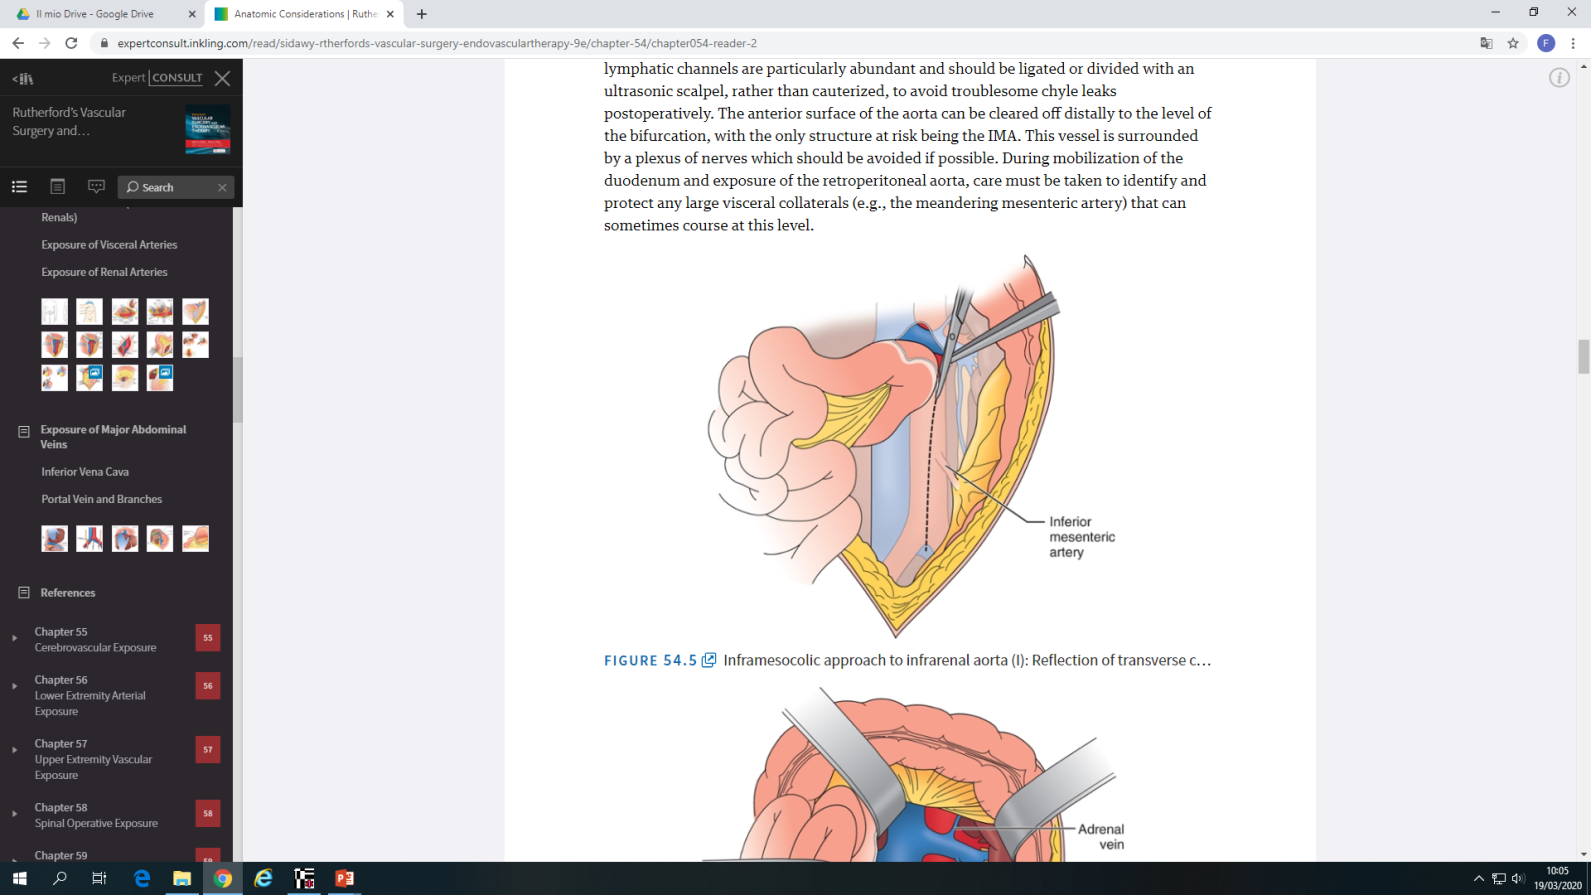 Il mio Drive - Google Drive
Anatomic Considerations | Ruthe
expertconsult.inkling.com/read/sidawy-rtherfords-vascular-surgery-endovasculartherapy-9e/chapter-54/chapter054-reader-2
F
Expert CONSULT
Rutherford's Vascular
Surgery and...
Search
Renals)
Exposure of Visceral Arteries
Exposure of Renal Arteries
Exposure of Major Abdominal
Veins
Inferior Vena Cava
Portal Vein and Branches
References
Chapter 55
Cerebrovascular Exposure
55
Chapter 56
Lower Extremity Arterial
Exposure
56
Chapter 57
Upper Extremity Vascular
Exposure
57
Chapter 58
Spinal Operative Exposure
58
Chapter 59
59
lymphatic channels are particularly abundant and should be ligated or divided with an
ultrasonic scalpel, rather than cauterized, to avoid troublesome chyle leaks
postoperatively. The anterior surface of the aorta can be cleared off distally to the level of
the bifurcation, with the only structure at risk being the IMA. This vessel is surrounded
by a plexus of nerves which should be avoided if possible. During mobilization of the
duodenum and exposure of the retroperitoneal aorta, care must be taken to identify and
protect any large visceral collaterals (e.g., the meandering mesenteric artery) that can
sometimes course at this level.
Inferior
mesenteric
artery
FIGURE 54.5 Inframesocolic approach to infrarenal aorta (I): Reflection of transverse c...
Adrenal
vein
10:05
19/03/2020